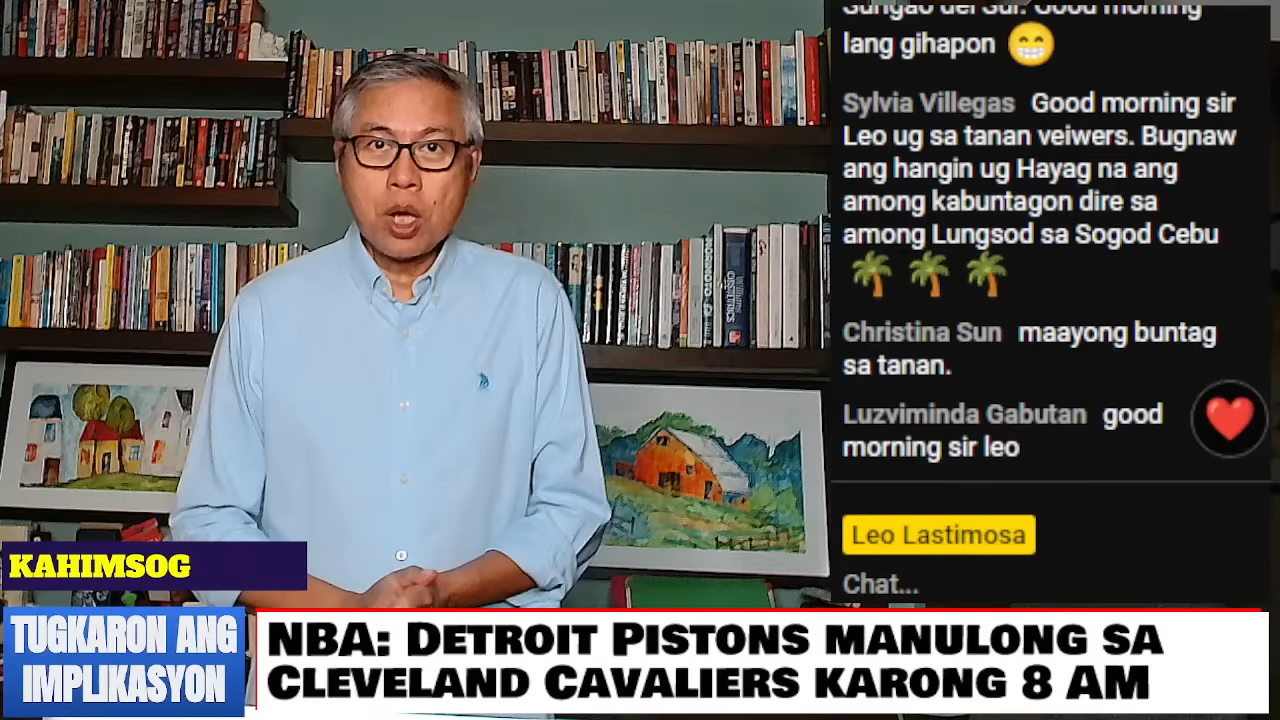 lang gihapon 😁
Sylvia Villegas Good morning sir
Leo ug sa tanan veiwers. Bugnaw
ang hangin ug Hayag na ang
among kabuntagon dire sa
among Lungsod sa Sogod Cebu
🌴 🌴 🌴
Christina Sun maayong buntag
sa tanan.
Luzviminda Gabutan good
morning sir leo
Leo Lastimosa
Chat...
KAHIMSOG
TUGKARON ANG
IMPLIKASYON
NBA: DETROIT PISTONS MANULONG SA
CLEVELAND CAVALIERS KARONG 8 AM